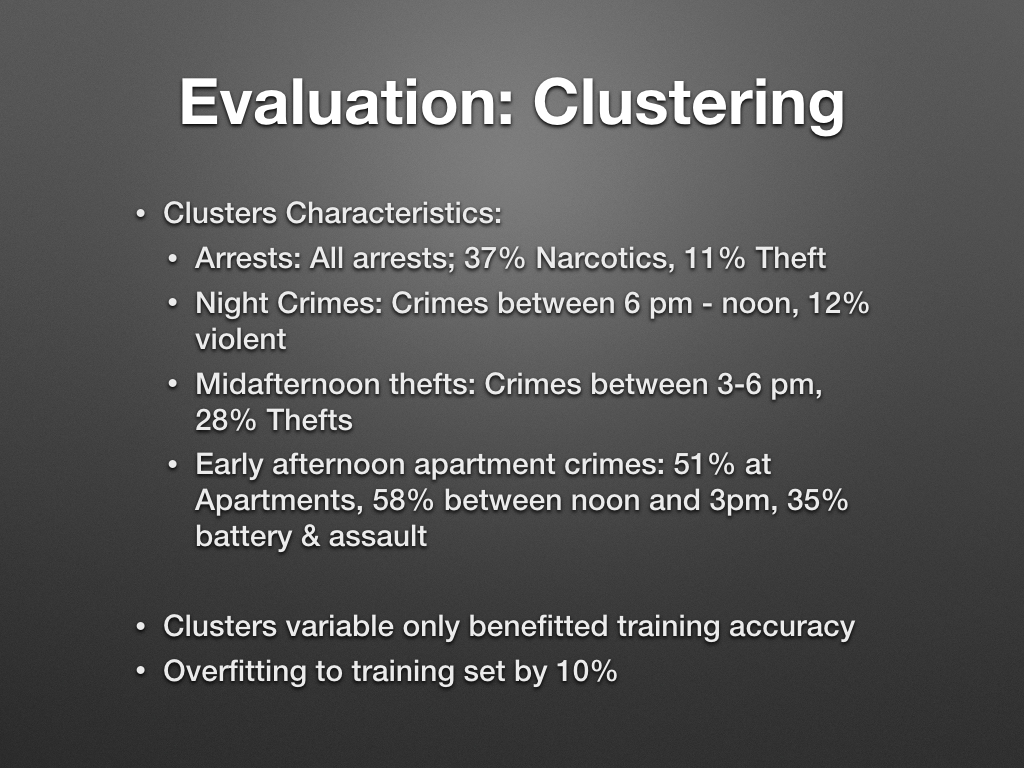 Evaluation: Clustering
• Clusters Characteristics:
• Arrests: All arrests; 37% Narcotics, 11% Theft
• Night Crimes: Crimes between 6 pm - noon, 12%
violent
• Midafternoon thefts: Crimes between 3-6 pm,
28% Thefts
• Early afternoon apartment crimes: 51% at
Apartments, 58% between noon and 3pm, 35%
battery & assault
• Clusters variable only benefitted training accuracy
• Overfitting to training set by 10%